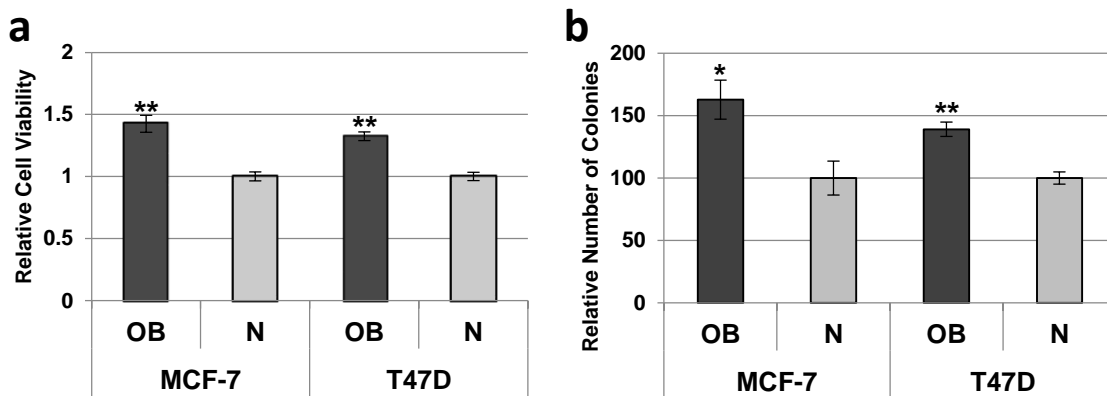 a
Relative Cell Viability
2
1.5
1
0.5
0
**
**
OB N OB N
MCF-7 T47D
b
Relative Number of Colonies
200
150
100
50
0
*
**
OB N OB N
MCF-7 T47D